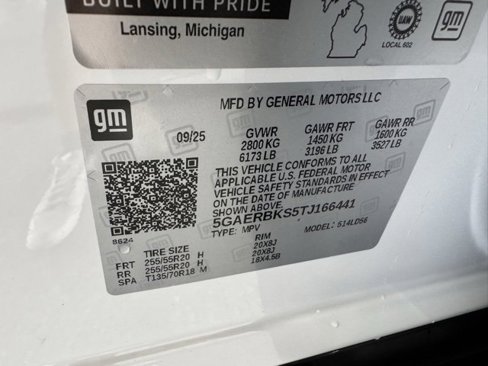 BUILT WITH PRIDE
Lansing, Michigan
UAW
LOCAL 602
gm
gm
MFD BY GENERAL MOTORS LLC
09/25 GVWR GAWR FRT GAWR RR
2800 KG 1450 KG 1600 KG
6173 LB 3196 LB 3527 LB
THIS VEHICLE CONFORMS TO ALL
APPLICABLE U.S. FEDERAL MOTOR
VEHICLE SAFETY STANDARDS IN EFFECT
ON THE DATE OF MANUFACTURE
SHOWN ABOVE.
5GAERBKS5TJ166441
8624 TYPE: MPV MODEL: 514LD56
TIRE SIZE RIM
FRT 255/55R20 H 20X8J
RR 255/55R20 H 20X8J
SPA T135/70R18 M 18X4.5B